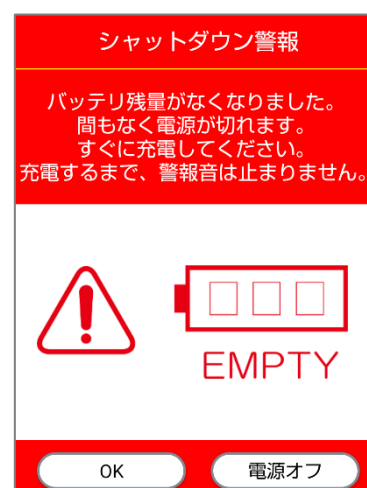 シャットダウン警報
バッテリ残量がなくなりました。
間もなく電源が切れます。
すぐに充電してください。
充電するまで、警報音は止まりません。
EMPTY
OK
電源オフ